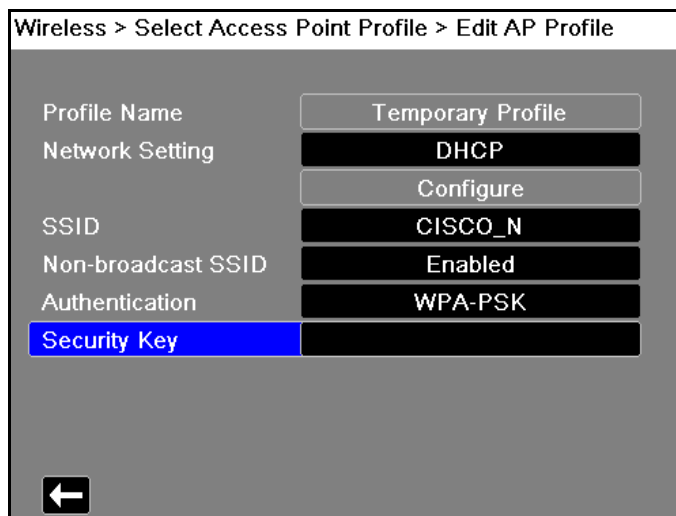 Wireless > Select Access Point Profile > Edit AP Profile
Profile Name Temporary Profile
Network Setting DHCP
Configure
SSID CISCO_N
Non-broadcast SSID Enabled
Authentication WPA-PSK
Security Key